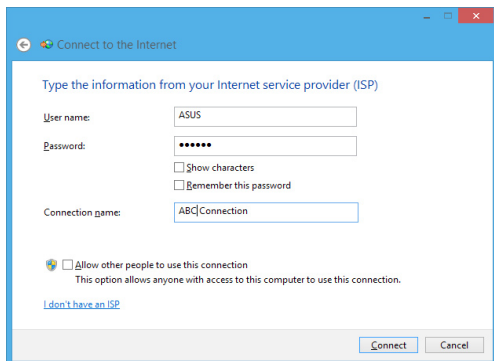 Connect to the Internet
Type the information from your Internet service provider (ISP)
User name: ASUS
Password: ••••••
Show characters
Remember this password
Connection name: ABC Connection
Allow other people to use this connection
This option allows anyone with access to this computer to use this connection.
I don't have an ISP
Connect Cancel